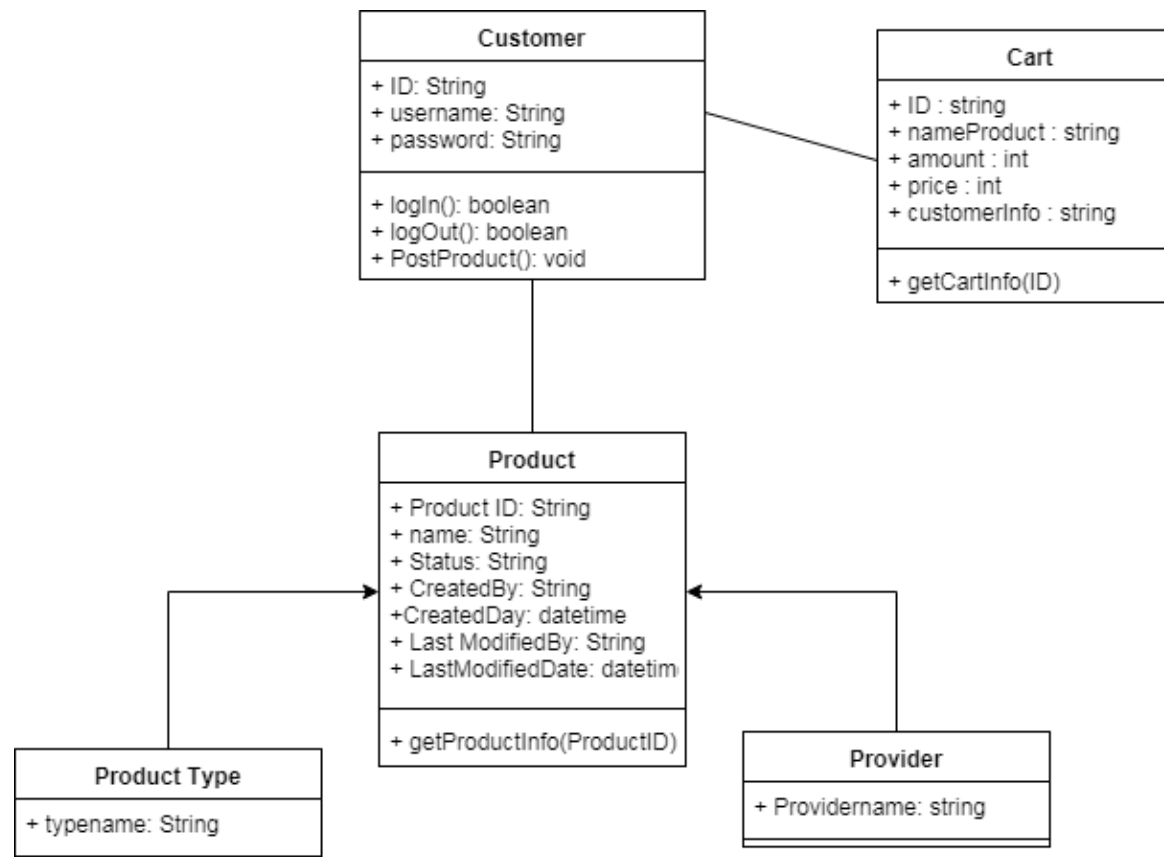 Customer
+ ID: String
+ username: String
+ password: String
+ logIn(): boolean
+ logOut(): boolean
+ PostProduct(): void
Cart
+ ID : string
+ nameProduct : string
+ amount : int
+ price : int
+ customerInfo : string
+ getCartInfo(ID)
Product
+ Product ID: String
+ name: String
+ Status: String
+ CreatedBy: String
+CreatedDay: datetime
+ Last ModifiedBy: String
+ LastModifiedDate: datetim
+ getProductInfo(ProductID)
Product Type
+ typename: String
Provider
+ Providername: string